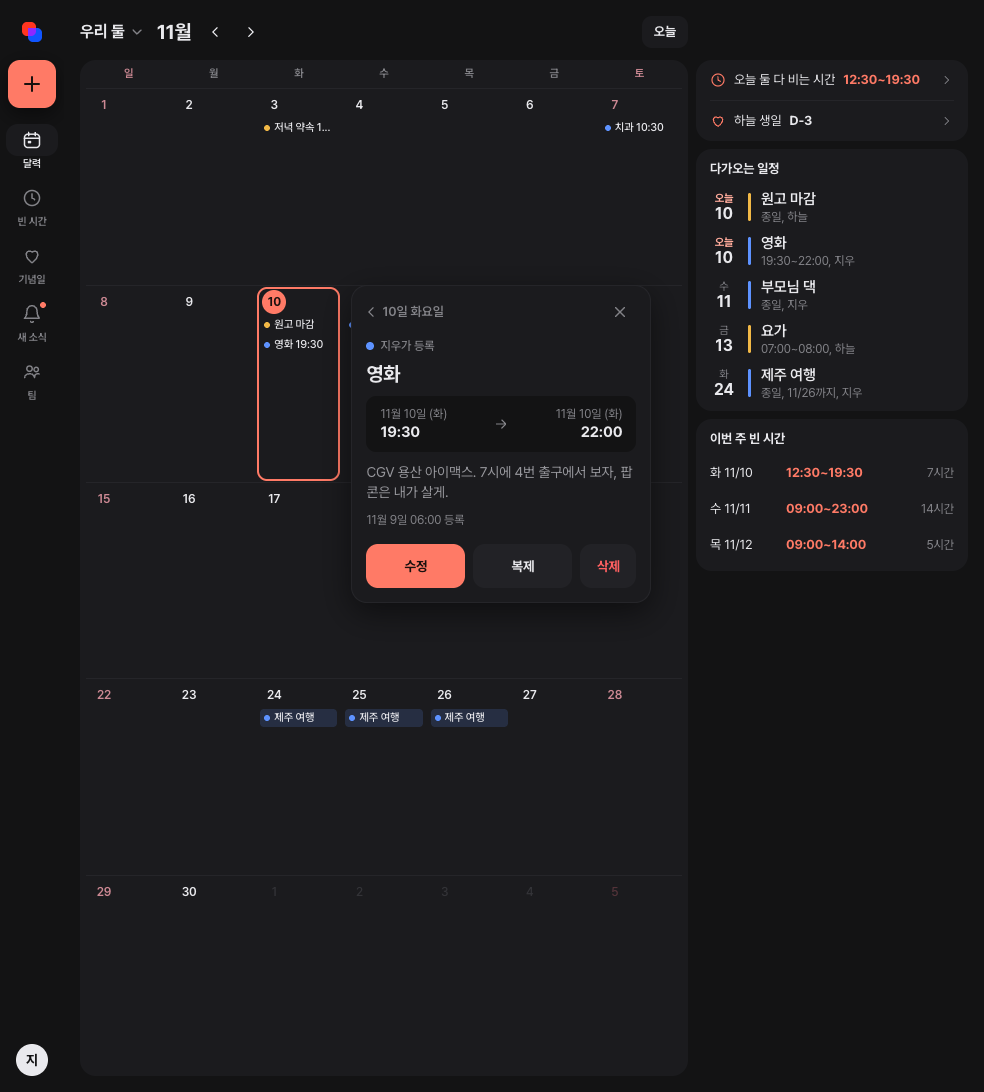 우리 둘 11월 오늘
달력
빈 시간
기념일
새 소식
팀
지
일 월 화 수 목 금 토
1 2 3 4 5 6 7
저녁 약속 1... 치과 10:30
8 9 10
원고 마감
영화 19:30
15 16 17
22 23 24 25 26 27 28
제주 여행 제주 여행 제주 여행
29 30 1 2 3 4 5
10일 화요일
지우가 등록
영화
11월 10일 (화) 11월 10일 (화)
19:30 → 22:00
CGV 용산 아이맥스. 7시에 4번 출구에서 보자, 팝
콘은 내가 살게.
11월 9일 06:00 등록
수정 복제 삭제
오늘 둘 다 비는 시간 12:30~19:30
하늘 생일 D-3
다가오는 일정
오늘 10 원고 마감
종일, 하늘
오늘 10 영화
19:30~22:00, 지우
수 11 부모님 댁
종일, 지우
금 13 요가
07:00~08:00, 하늘
화 24 제주 여행
종일, 11/26까지, 지우
이번 주 빈 시간
화 11/10 12:30~19:30 7시간
수 11/11 09:00~23:00 14시간
목 11/12 09:00~14:00 5시간